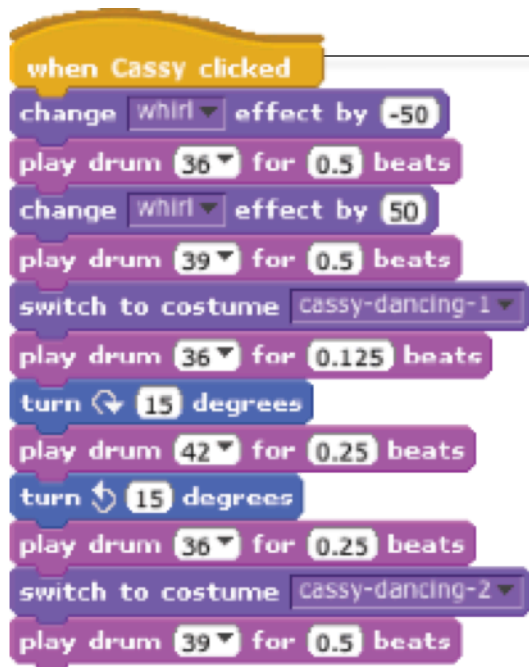 when Cassy clicked
change whirl effect by -50
play drum 36 for 0.5 beats
change whirl effect by 50
play drum 39 for 0.5 beats
switch to costume cassy-dancing-1
play drum 36 for 0.125 beats
turn 15 degrees
play drum 42 for 0.25 beats
turn 15 degrees
play drum 36 for 0.25 beats
switch to costume cassy-dancing-2
play drum 39 for 0.5 beats